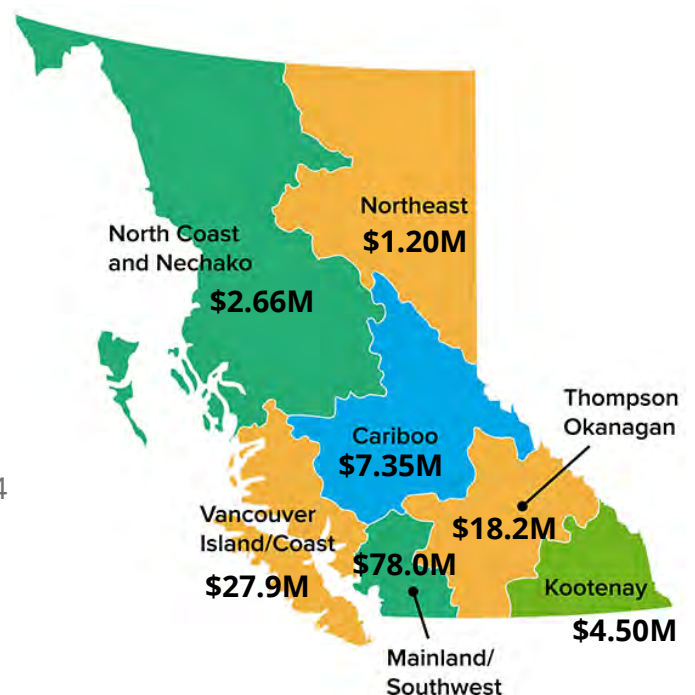 Northeast
$1.20M
North Coast
and Nechako
$2.66M
Thompson
Okanagan
$18.2M
Cariboo
$7.35M
4
Vancouver
Island/Coast
$27.9M
$78.0M
Mainland/
Southwest
Kootenay
$4.50M